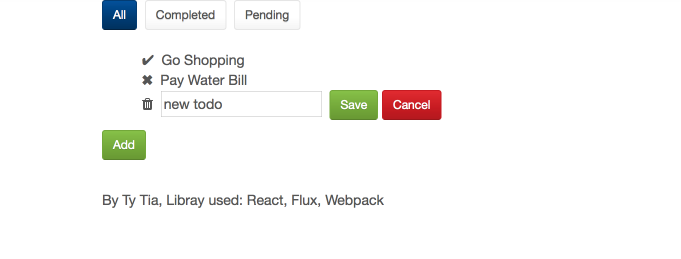 All Completed Pending
✔ Go Shopping
✖ Pay Water Bill
new todo Save Cancel
Add
By Ty Tia, Libray used: React, Flux, Webpack